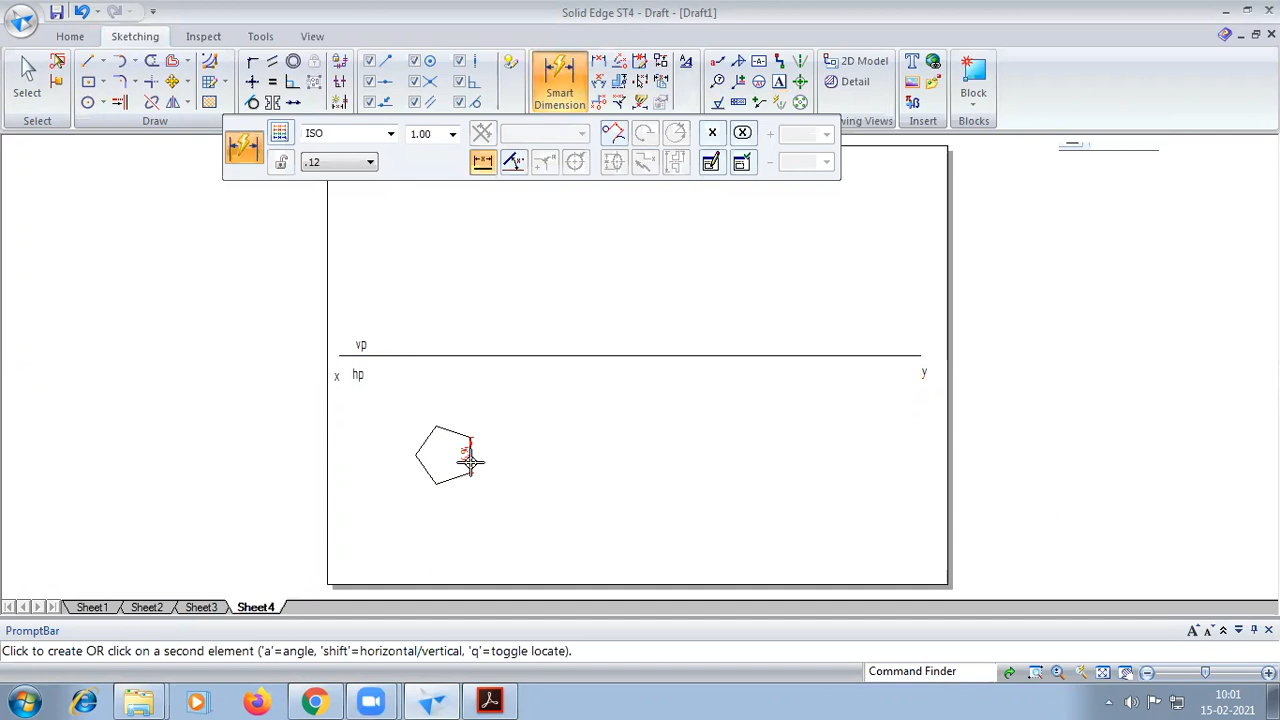 Solid Edge ST4 - Draft - [Draft1]
Home Sketching Inspect Tools View
Select
Smart
Dimension
2D Model
Detail
Block
Select Draw wing Views Insert Blocks
ISO 1.00
.12
vp
x hp y
Sheet1 Sheet2 Sheet3 Sheet4
PromptBar
Click to create OR click on a second element ('a'=angle, 'shift'=horizontal/vertical, 'q'=toggle locate).
Command Finder
10:01
15-02-2021